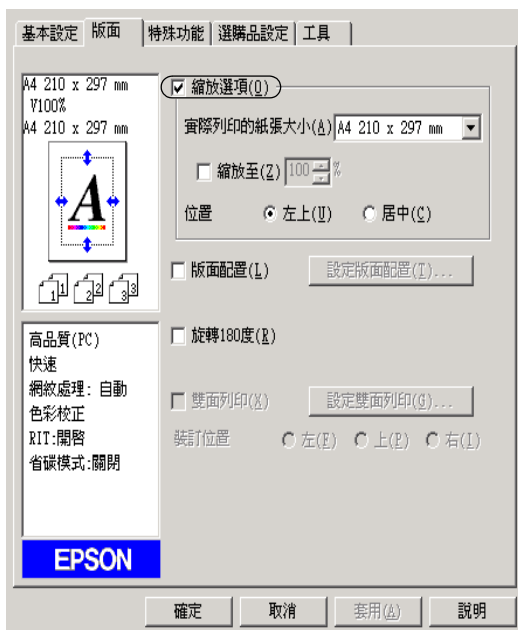 基本設定 版面 特殊功能 選購品設定 工具
A4 210 x 297 mm
V100%
A4 210 x 297 mm
A
1 1 2 2 3 3
高品質(PC)
快速
網紋處理: 自動
色彩校正
RIT:開啓
省碳模式:關閉
EPSON
縮放選項(O)
實際列印的紙張大小(A) A4 210 x 297 mm
縮放至(Z) 100 %
位置 左上(U) 居中(C)
版面配置(L) 設定版面配置(T)...
旋轉180度(R)
雙面列印(X) 設定雙面列印(G)...
裝訂位置 左(F) 上(P) 右(I)
確定 取消 套用(A) 說明